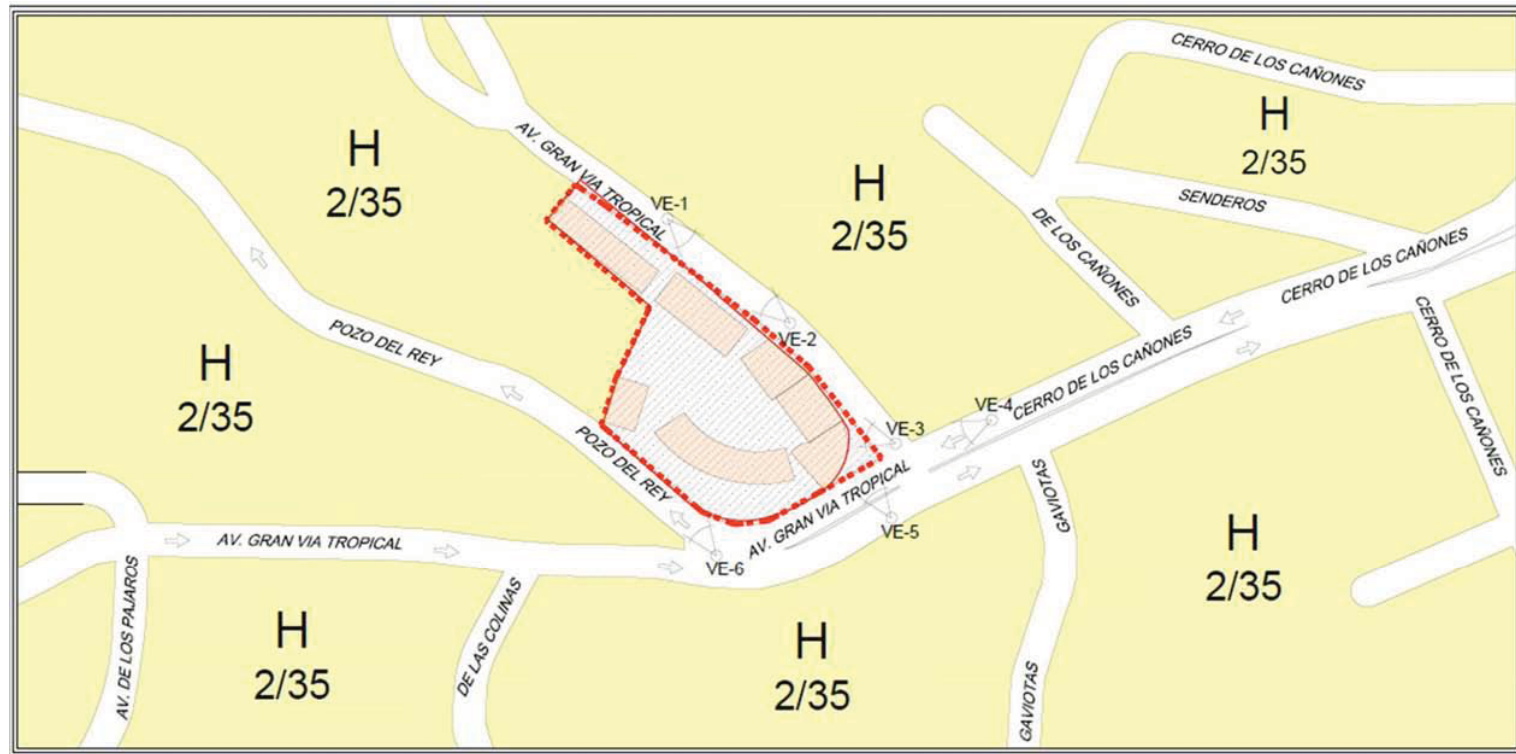 CERRO DE LOS CAÑONES
H
2/35
H
2/35
AV. GRAN VIA TROPICAL
H
2/35
SENDEROS
VE-1
DE LOS CAÑONES
CERRO DE LOS CAÑONES
VE-2
POZO DEL REY
H
2/35
CERRO DE LOS CAÑONES
CERRO DE LOS CAÑONES
VE-4
VE-3
POZO DEL REY
AV. GRAN VIA TROPICAL
GAVIOTAS
VE-5
AV. GRAN VIA TROPICAL
VE-6
H
2/35
AV. DE LOS PAJAROS
H
2/35
DE LAS COLINAS
H
2/35
GAVIOTAS